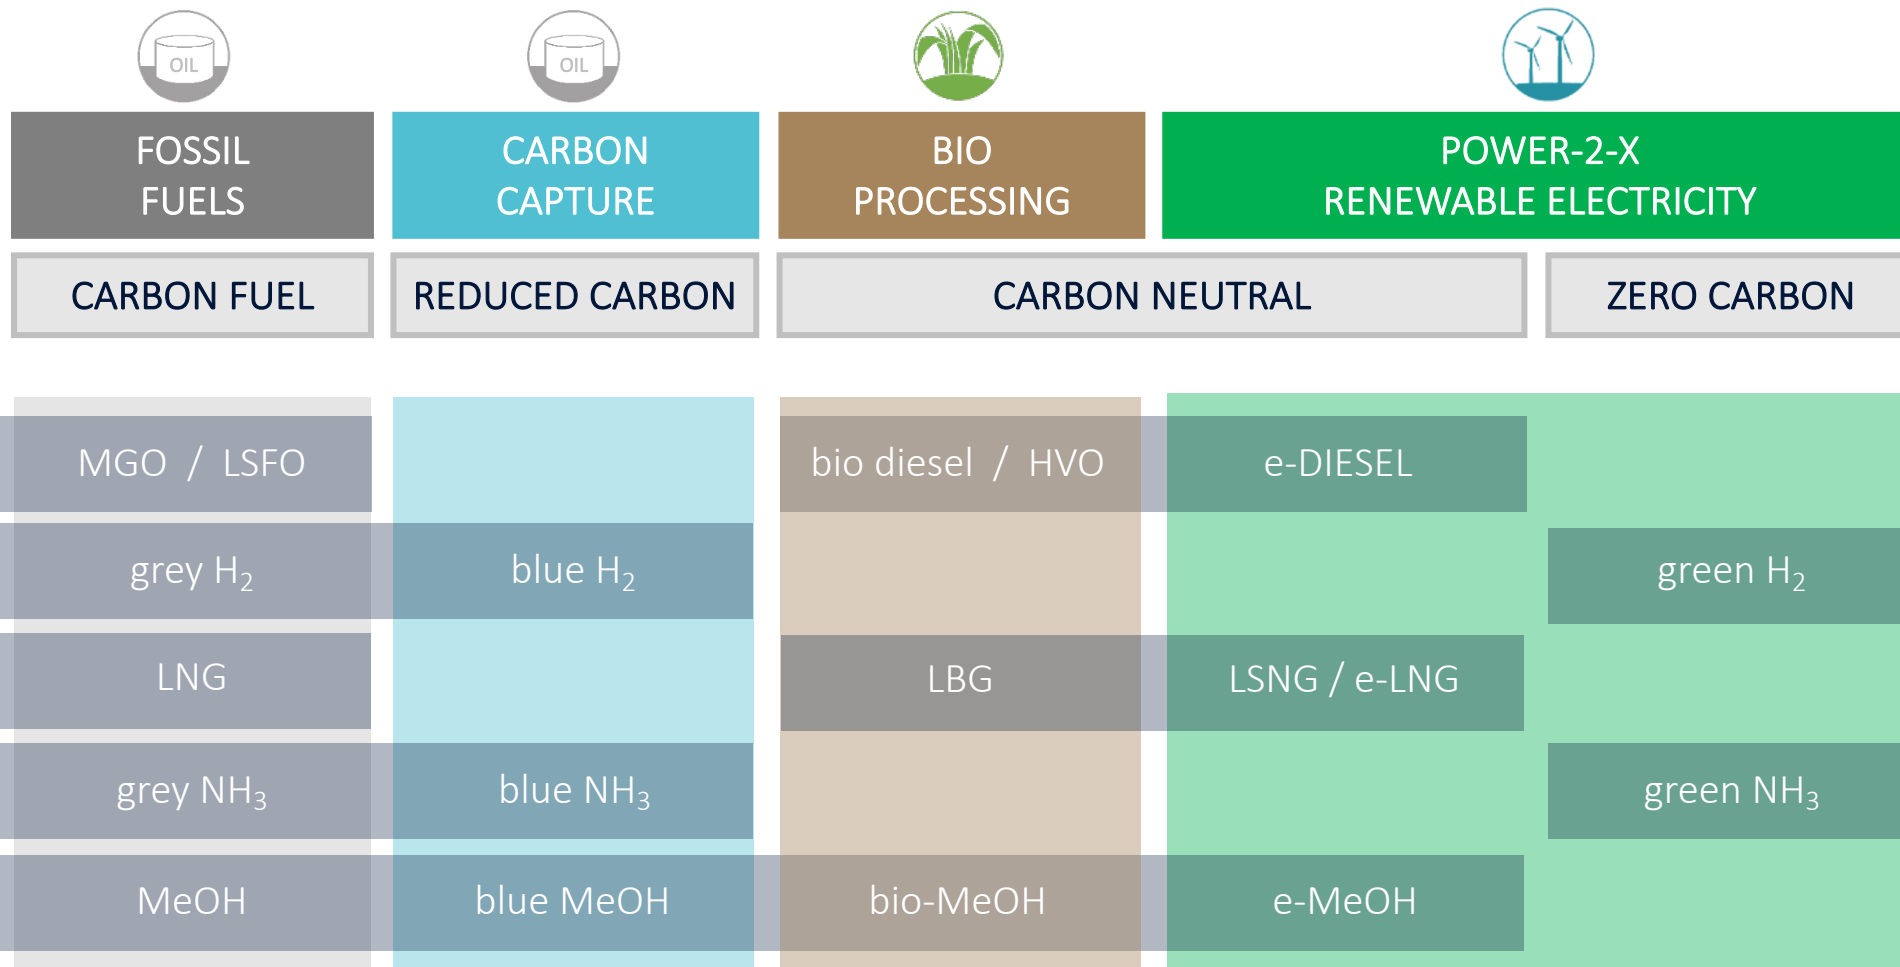 OIL
OIL
FOSSIL
FUELS
CARBON
CAPTURE
BIO
PROCESSING
POWER-2-X
RENEWABLE ELECTRICITY
CARBON FUEL
REDUCED CARBON
CARBON NEUTRAL
ZERO CARBON
MGO / LSFO
bio diesel / HVO
e-DIESEL
grey H₂
blue H₂
green H₂
LNG
LBG
LSNG / e-LNG
grey NH₃
blue NH₃
green NH₃
MeOH
blue MeOH
bio-MeOH
e-MeOH